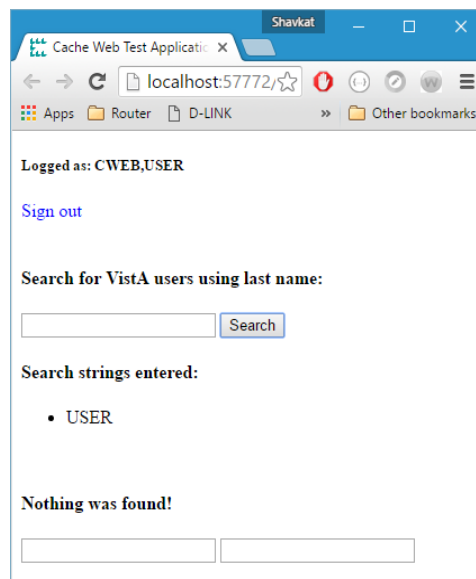 Shavkat
Cache Web Test Applicatio
localhost:57772/
Apps Router D-LINK » Other bookmarks
Logged as: CWEB,USER
Sign out
Search for VistA users using last name:
Search
Search strings entered:
• USER
Nothing was found!